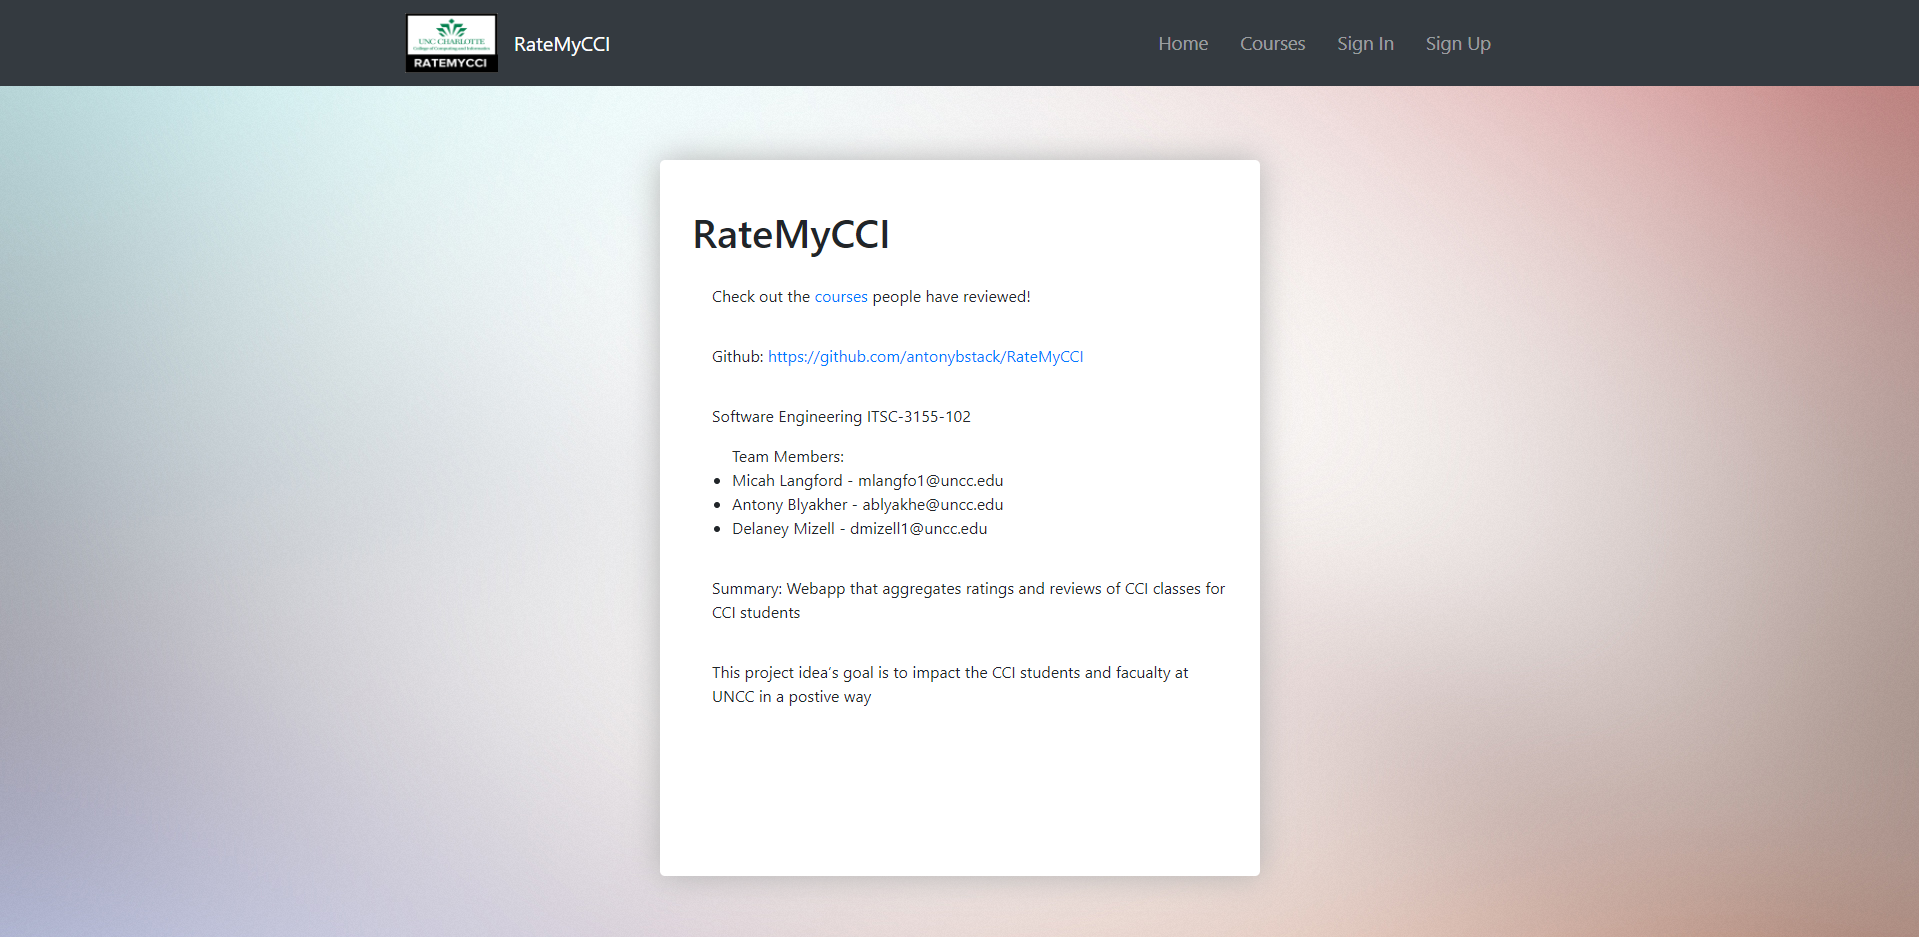 UNC CHARLOTTE
College of Computing and Informatics
RATEMYCCI
RateMyCCI
Home
Courses
Sign In
Sign Up
RateMyCCI
Check out the courses people have reviewed!
Github: https://github.com/antonybstack/RateMyCCI
Software Engineering ITSC-3155-102
Team Members:
Micah Langford - mlangfo1@uncc.edu
Antony Blyakher - ablyakhe@uncc.edu
Delaney Mizell - dmizell1@uncc.edu
Summary: Webapp that aggregates ratings and reviews of CCI classes for
CCI students
This project idea's goal is to impact the CCI students and facualty at
UNCC in a postive way